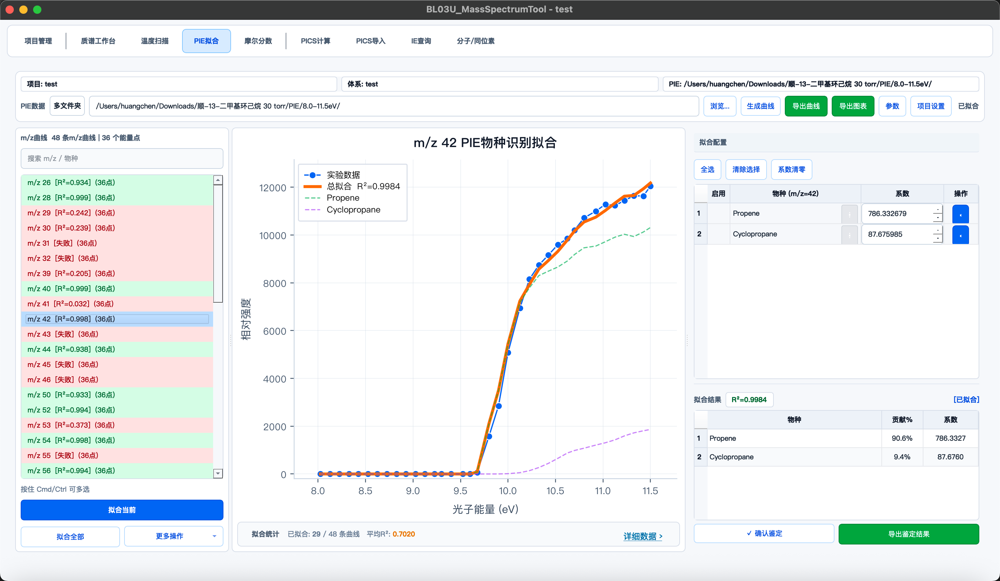 BL03U_MassSpectrumTool - test
项目管理 质谱工作台 温度扫描 PIE拟合 摩尔分数 PICS计算 PICS导入 IE查询 分子/同位素
项目: test 体系: test PIE: /Users/huangchen/Downloads/顺-13-二甲基环己烷 30 torr/PIE/8.0-11.5eV/
PIE数据 多文件夹 /Users/huangchen/Downloads/顺-13-二甲基环己烷 30 torr/PIE/8.0-11.5eV/ 浏览... 生成曲线 导出曲线 导出图表 参数 项目设置 已拟合
m/z曲线 48 条m/z曲线 | 36 个能量点
搜索 m/z / 物种
m/z 26 [R²=0.934] (36点)
m/z 28 [R²=0.999] (36点)
m/z 29 [R²=0.242] (36点)
m/z 30 [R²=0.239] (36点)
m/z 31 [失败] (36点)
m/z 32 [失败] (36点)
m/z 39 [R²=0.205] (36点)
m/z 40 [R²=0.999] (36点)
m/z 41 [R²=0.032] (36点)
m/z 42 [R²=0.998] (36点)
m/z 43 [失败] (36点)
m/z 44 [R²=0.938] (36点)
m/z 45 [失败] (36点)
m/z 46 [失败] (36点)
m/z 50 [R²=0.933] (36点)
m/z 52 [R²=0.994] (36点)
m/z 53 [R²=0.373] (36点)
m/z 54 [R²=0.998] (36点)
m/z 55 [失败] (36点)
m/z 56 [R²=0.994] (36点)
按住 Cmd/Ctrl 可多选
拟合当前
拟合全部 更多操作
m/z 42 PIE物种识别拟合
实验数据
总拟合 R²=0.9984
Propene
Cyclopropane
相对强度
12000
10000
8000
6000
4000
2000
0
8.0 8.5 9.0 9.5 10.0 10.5 11.0 11.5
光子能量 (eV)
拟合统计 已拟合: 29 / 48 条曲线 平均R²: 0.7020 详细数据 >
拟合配置
全选 清除选择 系数清零
启用 物种 (m/z=42) 系数 操作
1 Propene 786.332679
2 Cyclopropane 87.675985
拟合结果 R²=0.9984 [已拟合]
物种 贡献% 系数
1 Propene 90.6% 786.3327
2 Cyclopropane 9.4% 87.6760
✓ 确认鉴定 导出鉴定结果